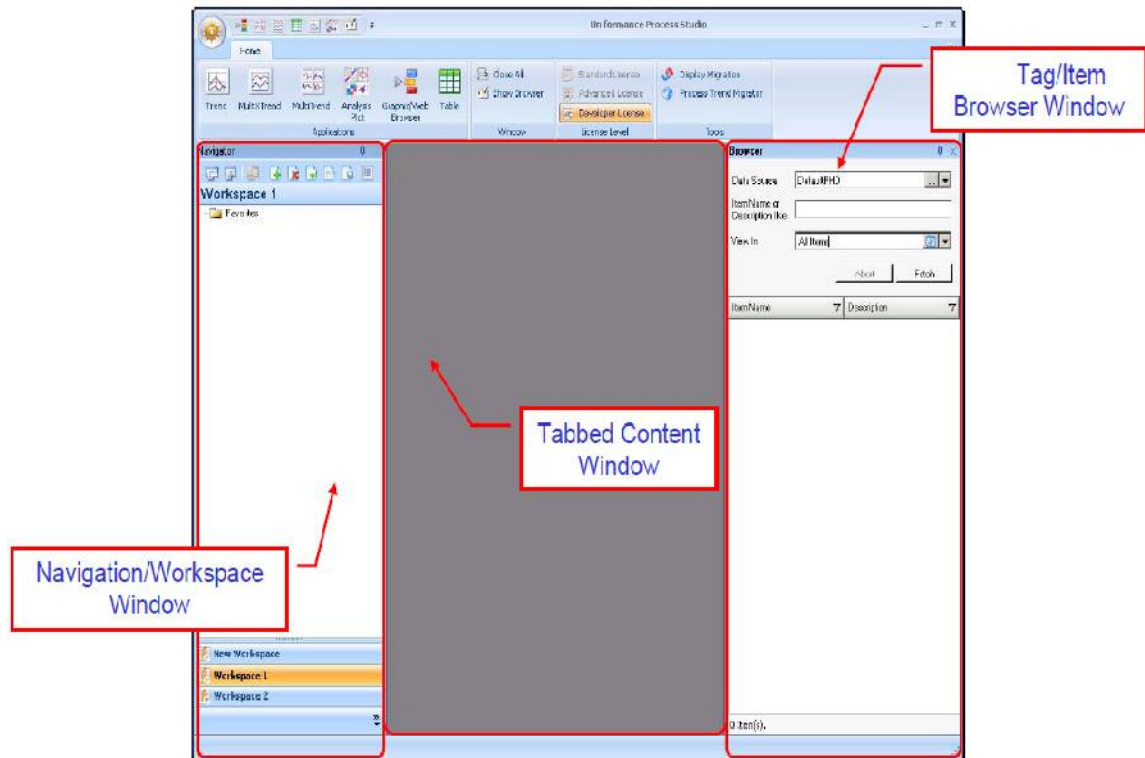 Uniformance Process Studio
Home
Trend
MultiXTrend
MultiTrend
Analysis Plot
Graphic/Web Browser
Table
Close All
Show Browser
Standard License
Advanced License
Developer License
Display Migration
Process Trend Migrator
Applications
Window
License Level
Tools
Tag/Item
Browser Window
Navigator
Workspace 1
Favorites
Browser
Data Source
DefaultPHD
...
ItemName or
Description like
View In
All Items
Abort
Fetch
ItemName
Description
Tabbed Content
Window
Navigation/Workspace
Window
New Workspace
Workspace 1
Workspace 2
0 Item(s).